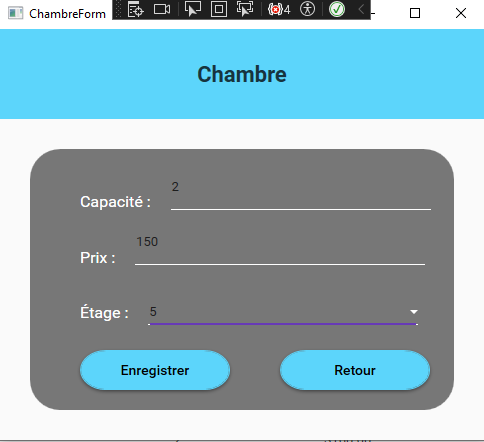 ChambreForm
4
Chambre
Capacité : 2
Prix : 150
Étage : 5
Enregistrer Retour